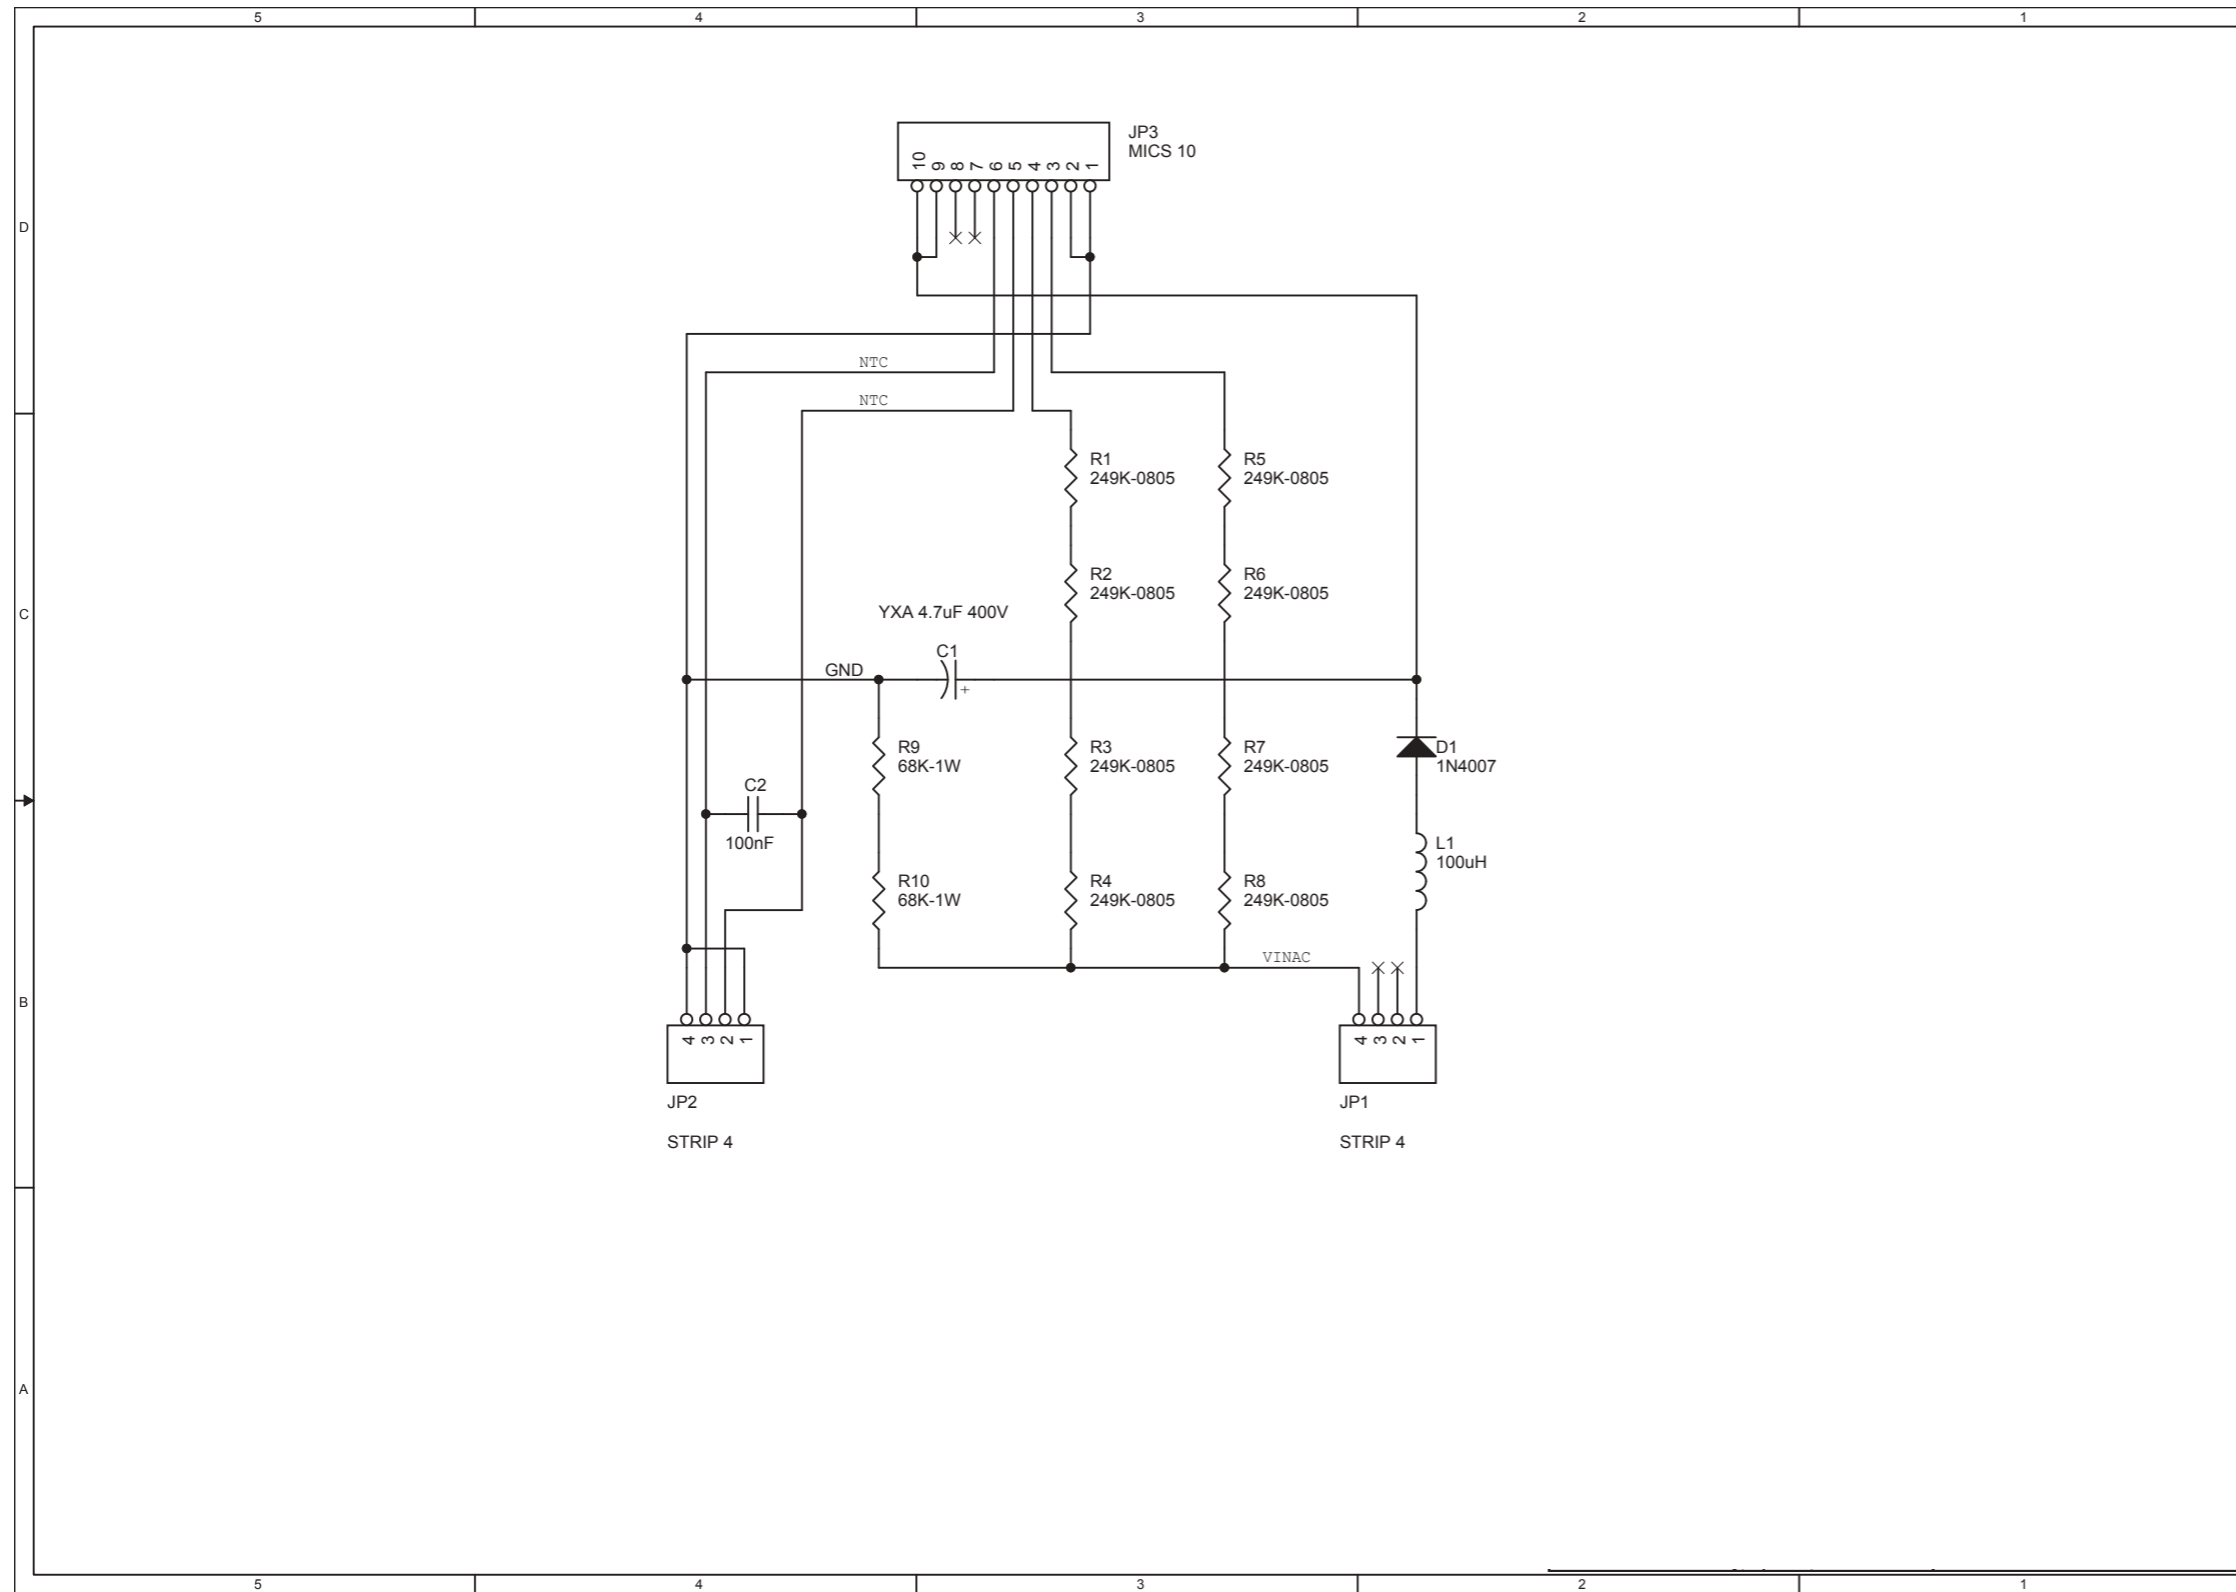 5 4 3 2 1
JP3
MICS 10
10 9 8 7 6 5 4 3 2 1
D
NTC
NTC
R1
249K-0805
R5
249K-0805
R2
249K-0805
R6
249K-0805
C
YXA 4.7uF 400V
C1
GND
+
R9
68K-1W
R3
249K-0805
R7
249K-0805
D1
1N4007
C2
100nF
L1
100uH
R10
68K-1W
R4
249K-0805
R8
249K-0805
VINAC
B
4 3 2 1
4 3 2 1
JP2
JP1
STRIP 4
STRIP 4
A
5 4 3 2 1